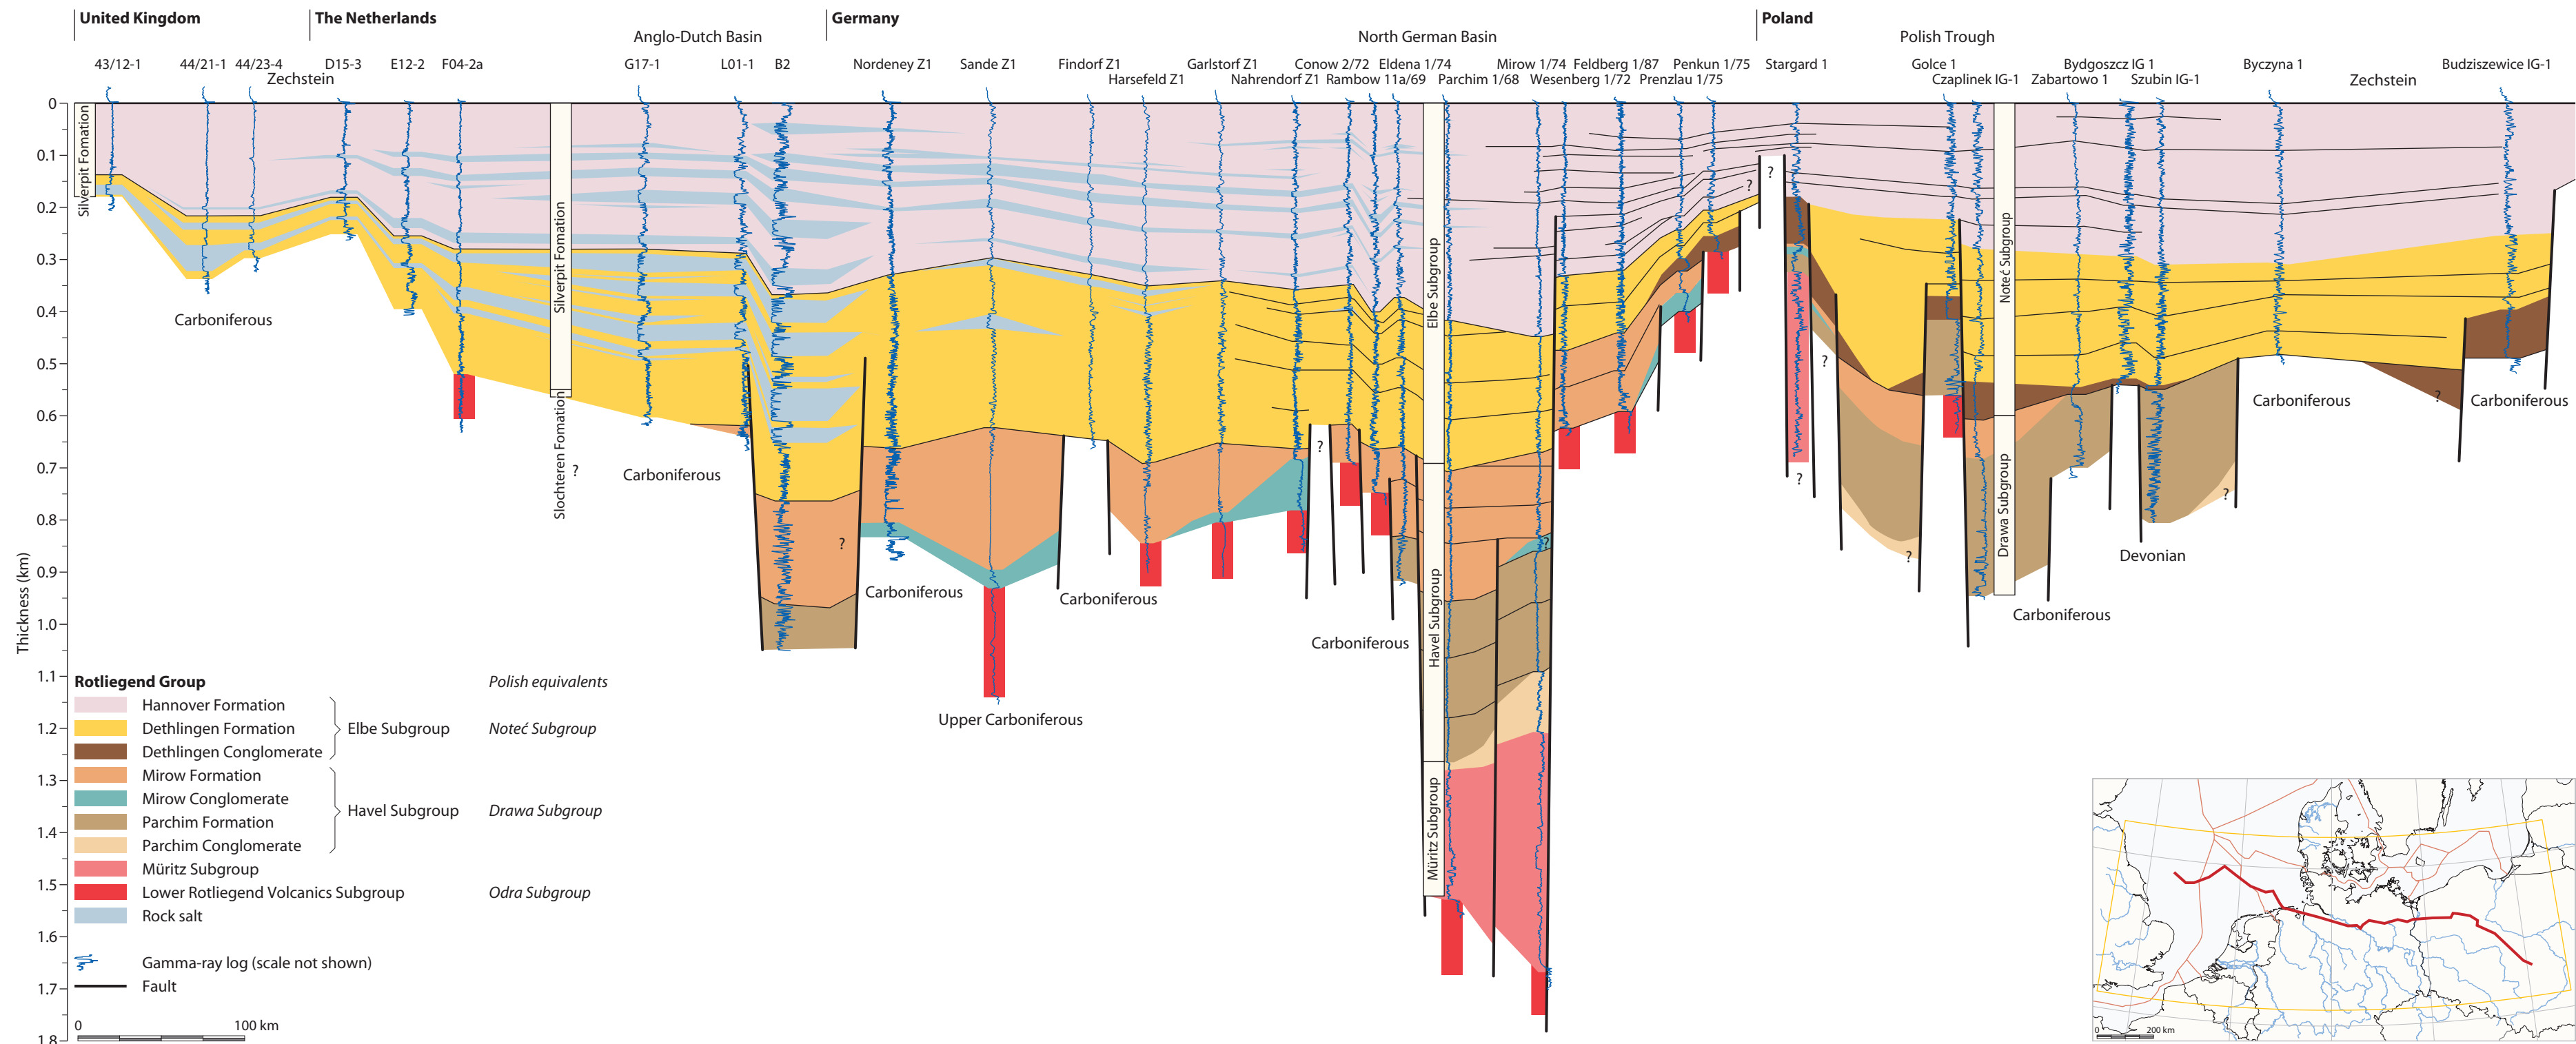 United Kingdom
The Netherlands
Germany
Poland
Anglo-Dutch Basin
North German Basin
Polish Trough
43/12-1
44/21-1
44/23-4
D15-3
E12-2
F04-2a
G17-1
L01-1
B2
Nordeney Z1
Sande Z1
Findorf Z1
Garlstorf Z1
Conow 2/72
Eldena 1/74
Mirow 1/74
Feldberg 1/87
Penkun 1/75
Stargard 1
Golce 1
Bydgoszcz IG 1
Byczyna 1
Budziszewice IG-1
Zechstein
Harsefeld Z1
Nahrendorf Z1
Rambow 11a/69
Parchim 1/68
Wesenberg 1/72
Prenzlau 1/75
Czaplinek IG-1
Zabartowo 1
Szubin IG-1
Zechstein
Thickness (km)
0
0.1
0.2
0.3
0.4
0.5
0.6
0.7
0.8
0.9
1.0
1.1
1.2
1.3
1.4
1.5
1.6
1.7
1.8
Silverpit Fomation
Silverpit Fomation
Slochteren Fomation
Elbe Subgroup
Havel Subgroup
Müritz Subgroup
Noteć Subgroup
Drawa Subgroup
Carboniferous
Carboniferous
Carboniferous
Upper Carboniferous
Carboniferous
Carboniferous
Carboniferous
Devonian
Carboniferous
Carboniferous
?
?
?
?
?
?
?
?
?
?
?
?
Rotliegend Group
Polish equivalents
Hannover Formation
Dethlingen Formation
Elbe Subgroup
Noteć Subgroup
Dethlingen Conglomerate
Mirow Formation
Mirow Conglomerate
Havel Subgroup
Drawa Subgroup
Parchim Formation
Parchim Conglomerate
Müritz Subgroup
Lower Rotliegend Volcanics Subgroup
Odra Subgroup
Rock salt
Gamma-ray log (scale not shown)
Fault
0
100 km
0
200 km